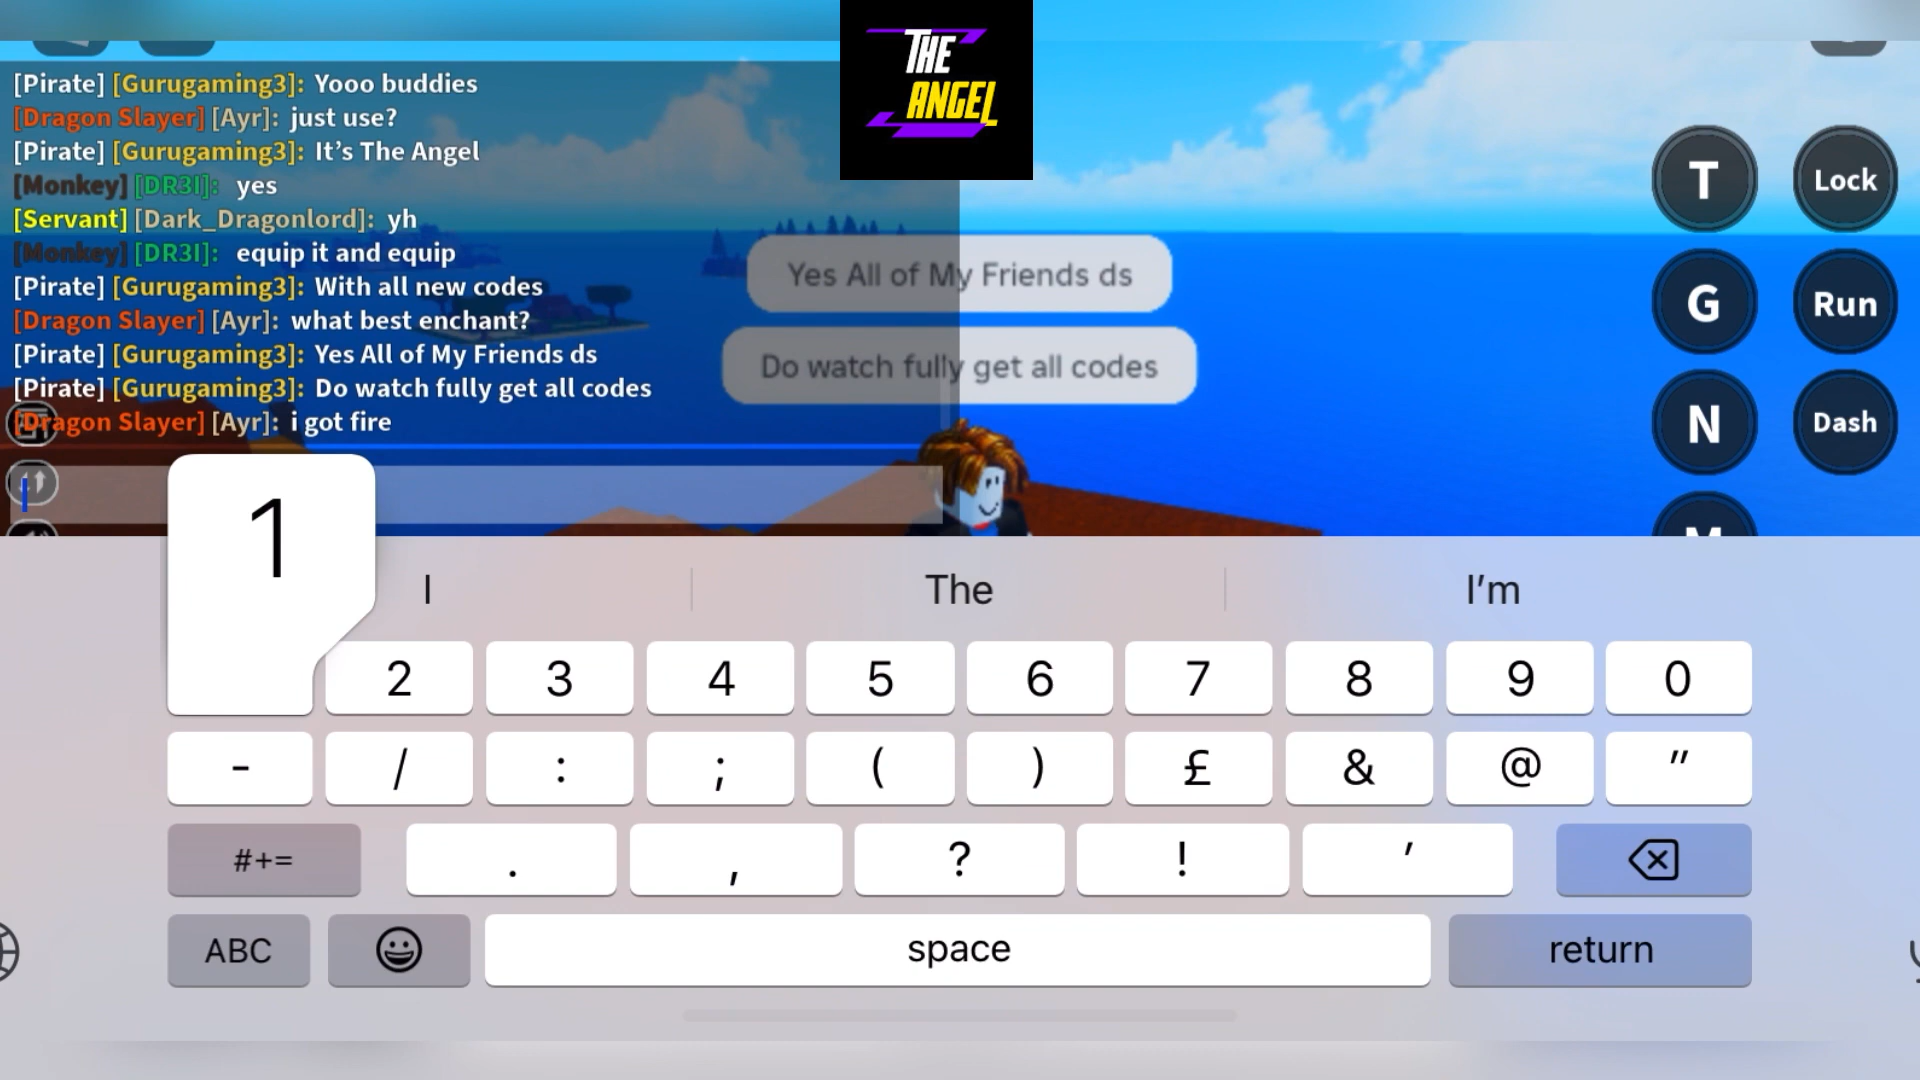 THE
ANGEL
[Pirate] [Gurugaming3]: Yooo buddies
[Dragon Slayer] [Ayr]: just use?
[Pirate] [Gurugaming3]: It’s The Angel
[Monkey] [DR3I]: yes
[Servant] [Dark_Dragonlord]: yh
[Monkey] [DR3I]: equip it and equip
[Pirate] [Gurugaming3]: With all new codes
[Dragon Slayer] [Ayr]: what best enchant?
[Pirate] [Gurugaming3]: Yes All of My Friends ds
[Pirate] [Gurugaming3]: Do watch fully get all codes
[Dragon Slayer] [Ayr]: i got fire
Yes All of My Friends ds
Do watch fully get all codes
T Lock
G Run
N Dash
M
I The I’m
1 2 3 4 5 6 7 8 9 0
- / : ; ( ) £ & @ "
#+= . , ? ! ’
ABC space return